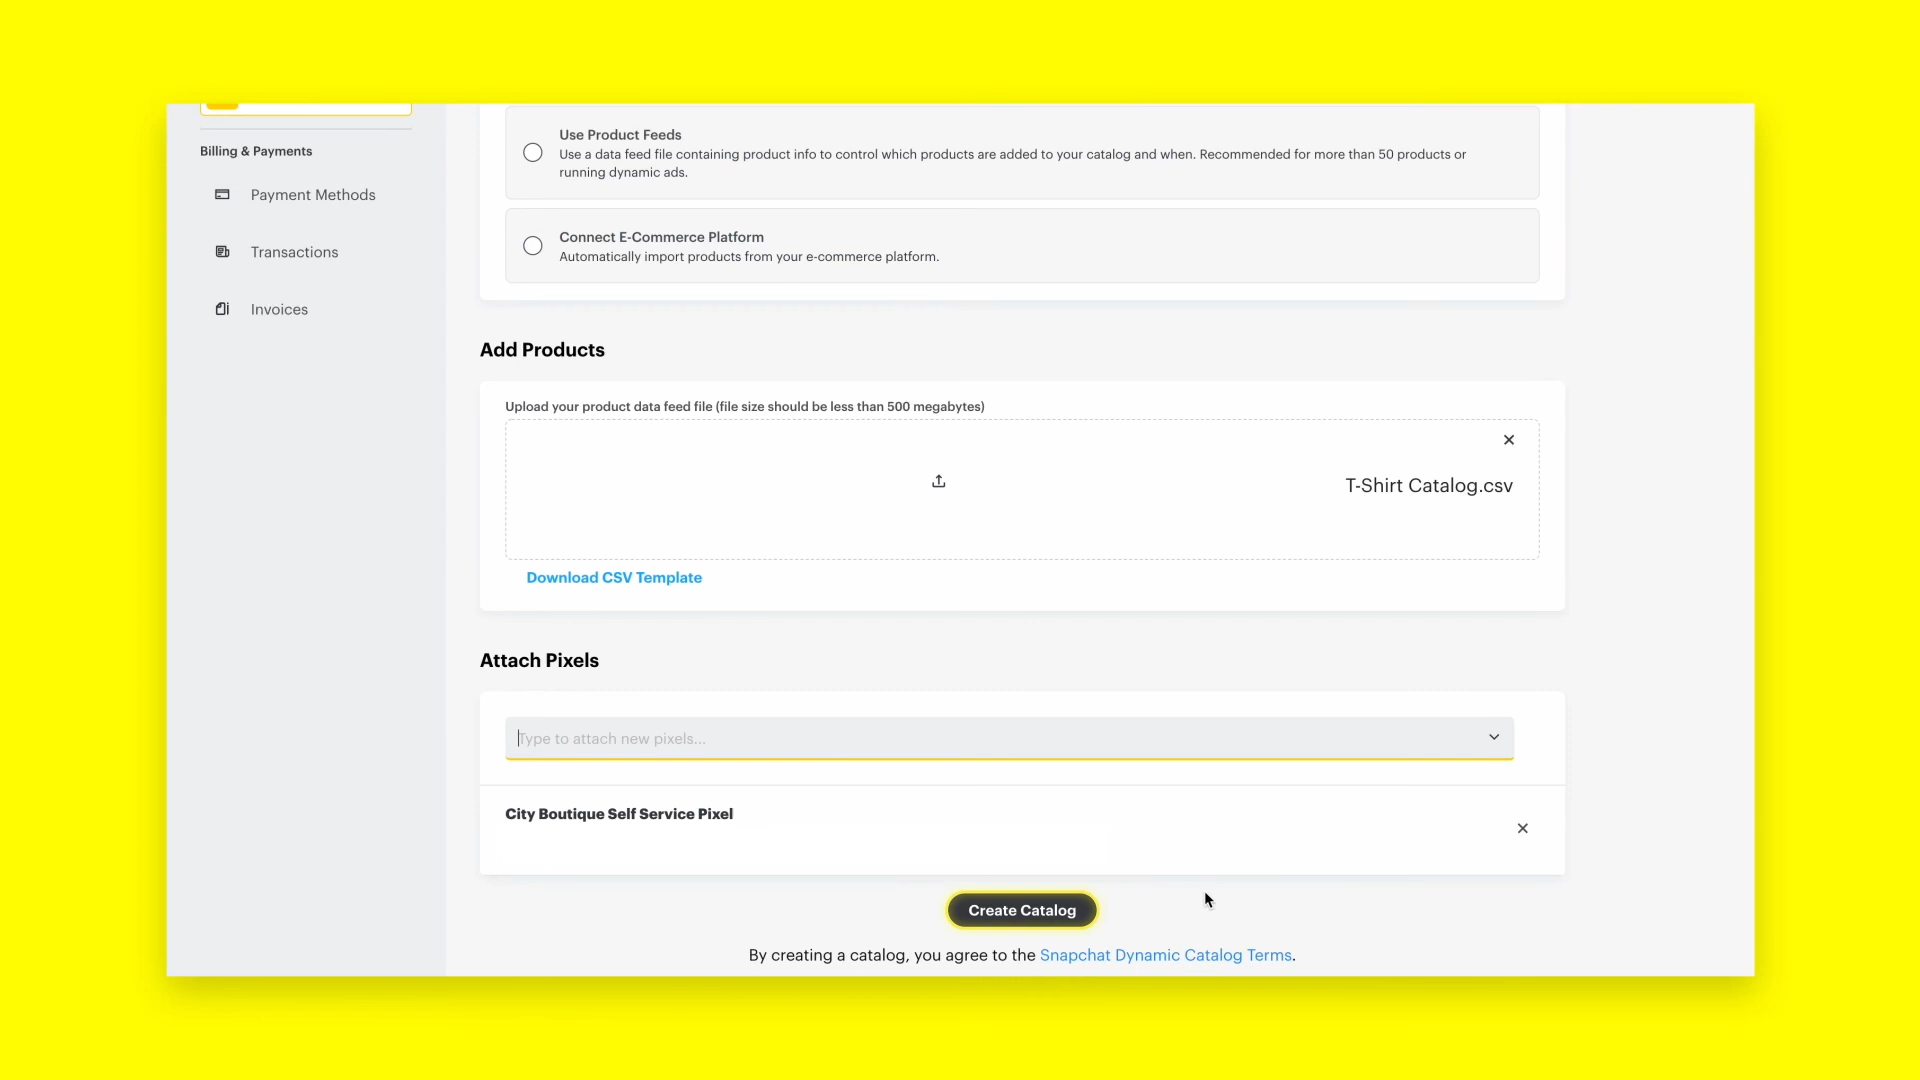 Billing & Payments
Payment Methods
Transactions
Invoices
Use Product Feeds
Use a data feed file containing product info to control which products are added to your catalog and when. Recommended for more than 50 products or
running dynamic ads.
Connect E-Commerce Platform
Automatically import products from your e-commerce platform.
Add Products
Upload your product data feed file (file size should be less than 500 megabytes)
T-Shirt Catalog.csv
Download CSV Template
Attach Pixels
Type to attach new pixels...
City Boutique Self Service Pixel
Create Catalog
By creating a catalog, you agree to the Snapchat Dynamic Catalog Terms.